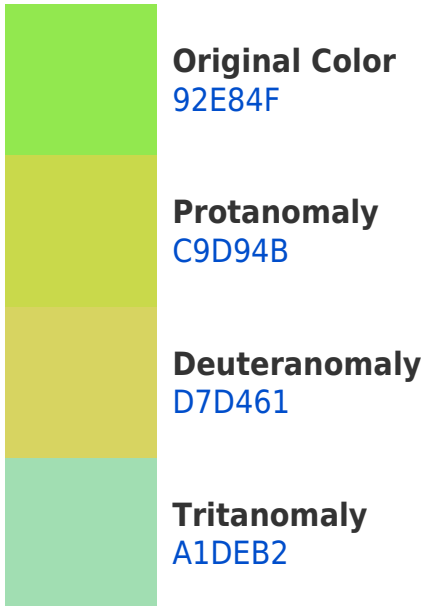 Original Color
92E84F
Protanomaly
C9D94B
Deuteranomaly
D7D461
Tritanomaly
A1DEB2